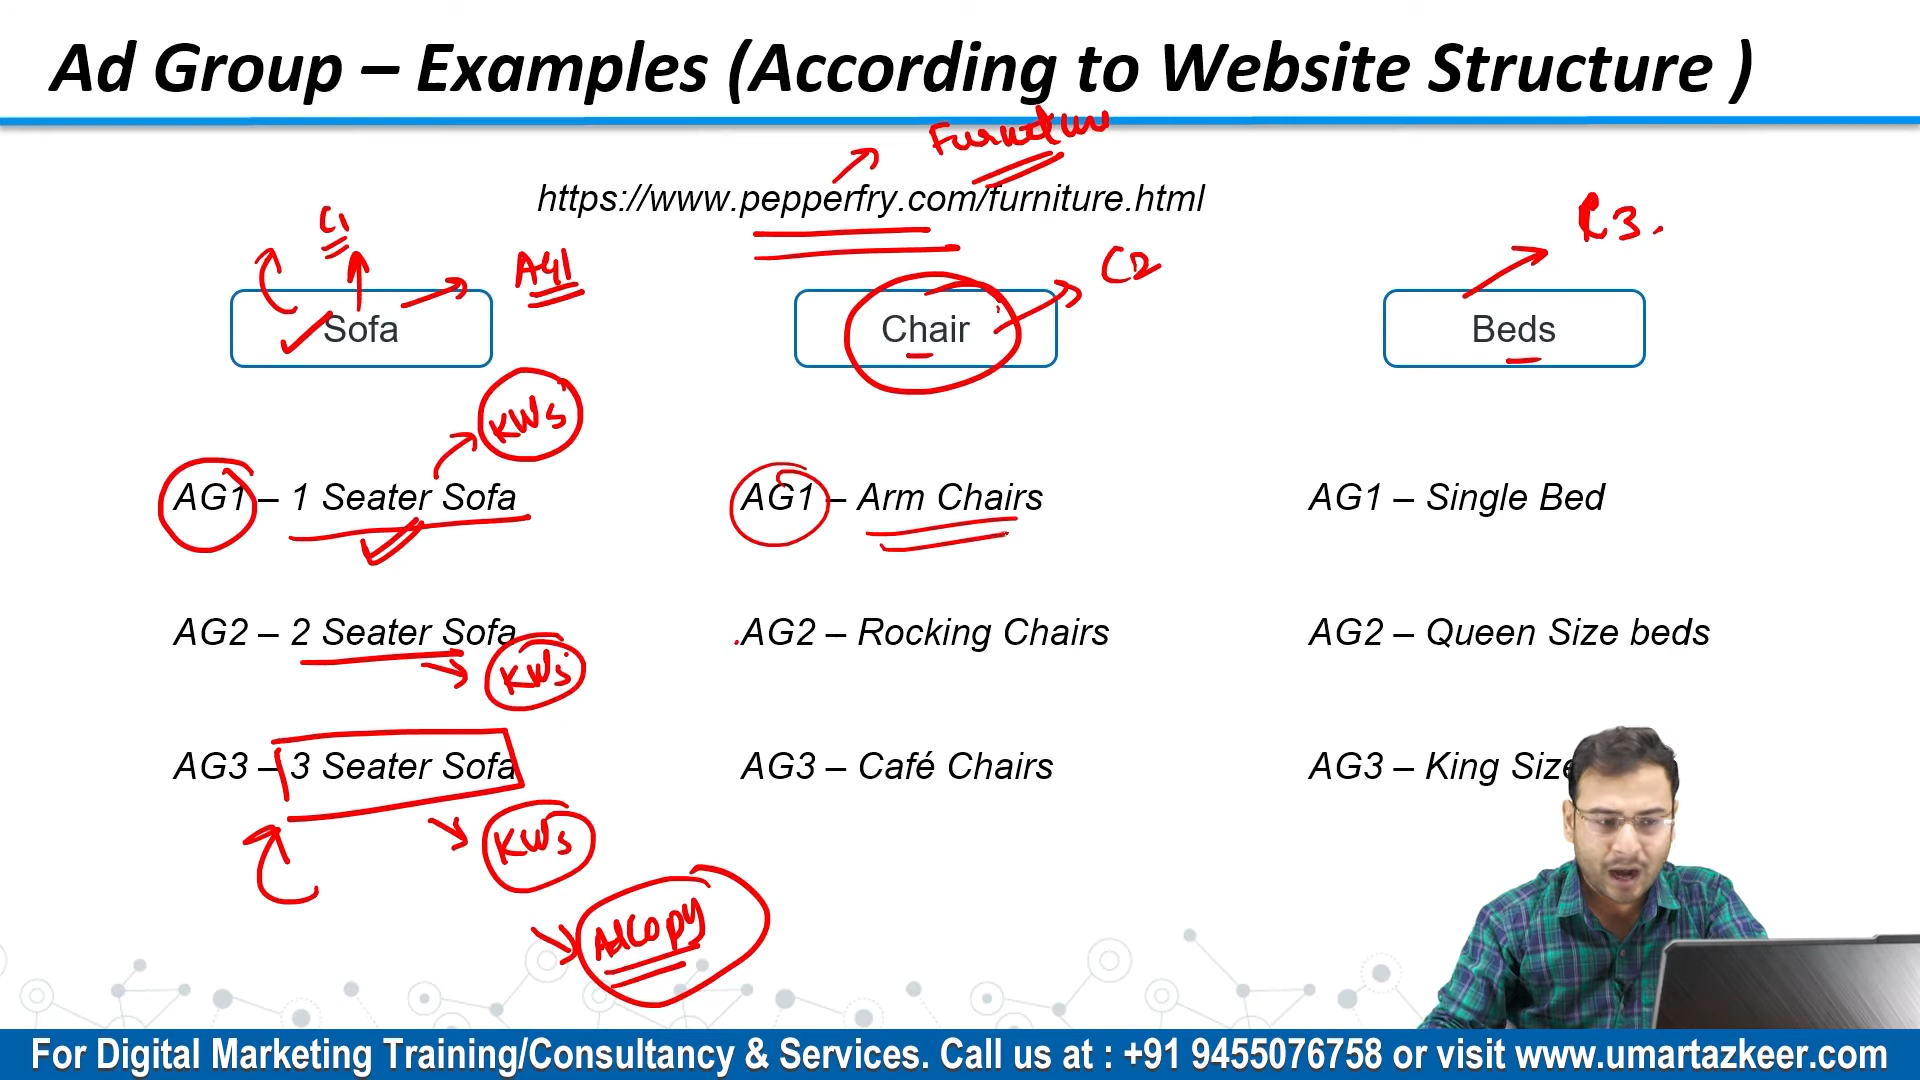 Ad Group – Examples (According to Website Structure )
Furniture
https://www.pepperfry.com/furniture.html
C1
AG1
C2
C3.
Sofa
Chair
Beds
KWs
AG1 – 1 Seater Sofa
AG1 – Arm Chairs
AG1 – Single Bed
AG2 – 2 Seater Sofa
AG2 – Rocking Chairs
AG2 – Queen Size beds
KWs
AG3 – 3 Seater Sofa
AG3 – Café Chairs
AG3 – King Size
KWs
AdCopy
For Digital Marketing Training/Consultancy & Services. Call us at : +91 9455076758 or visit www.umartazkeer.com